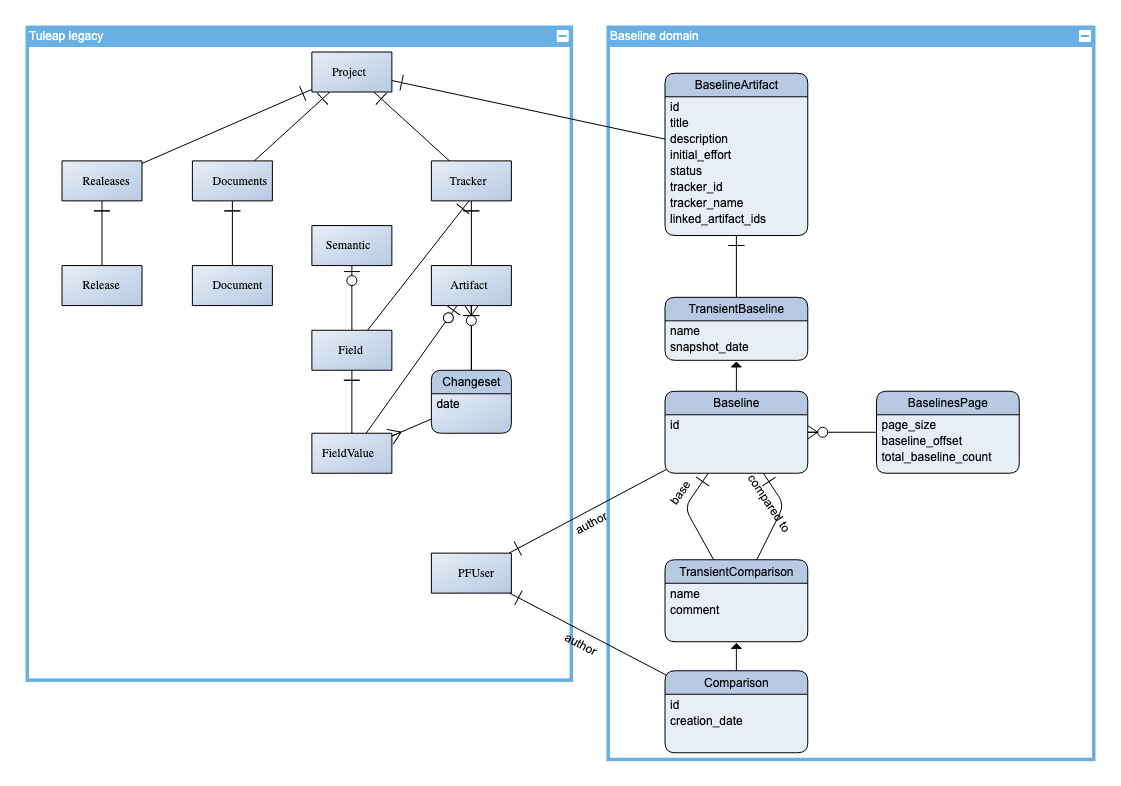 Tuleap legacy
Project
Realeases
Documents
Tracker
Semantic
Release
Document
Artifact
Field
Changeset
date
FieldValue
PFUser
author
author
Baseline domain
BaselineArtifact
id
title
description
initial_effort
status
tracker_id
tracker_name
linked_artifact_ids
TransientBaseline
name
snapshot_date
Baseline
id
BaselinesPage
page_size
baseline_offset
total_baseline_count
base
compared to
TransientComparison
name
comment
Comparison
id
creation_date